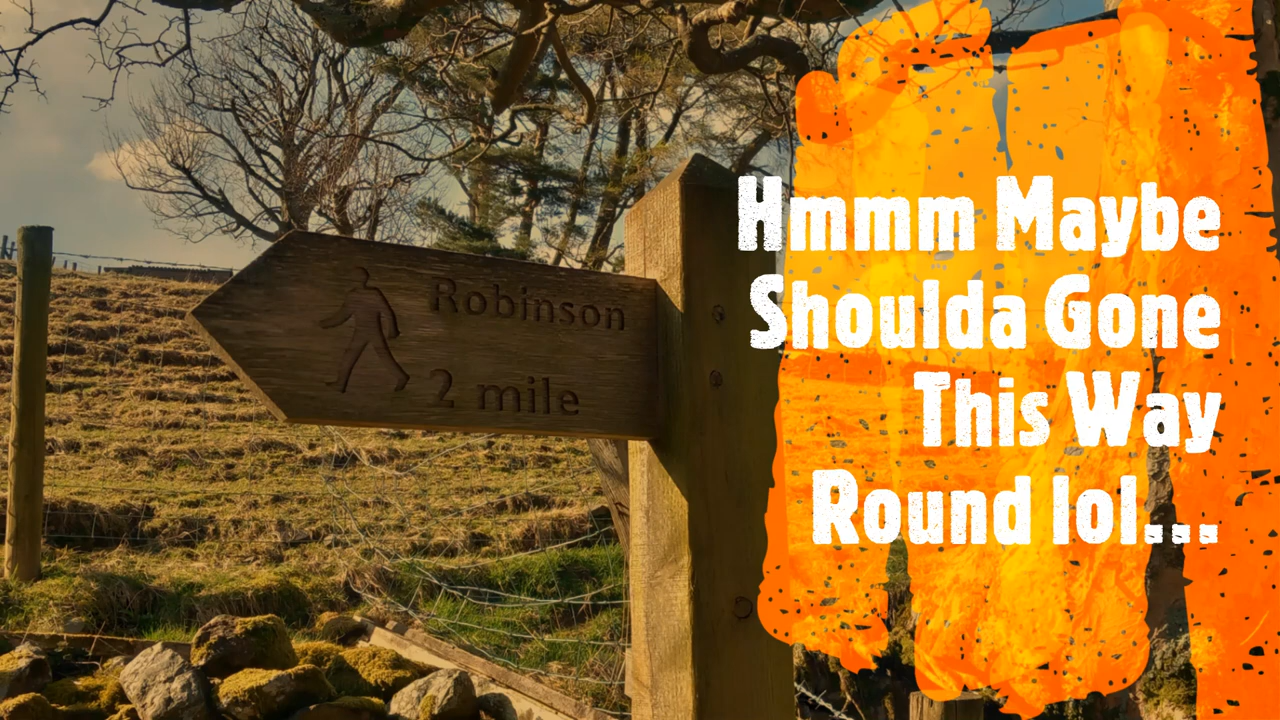 Robinson
2 mile
Hmmm Maybe
Shoulda Gone
This Way
Round lol...